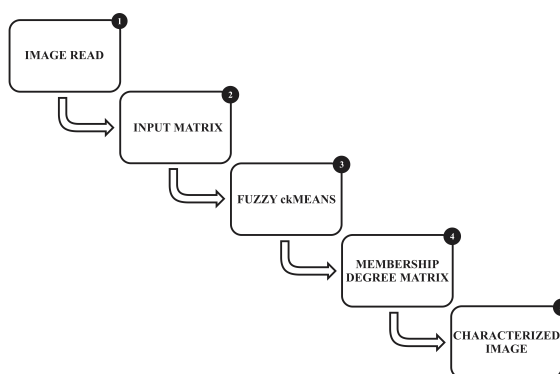 1
IMAGE READ
2
INPUT MATRIX
3
FUZZY ckMEANS
4
MEMBERSHIP
DEGREE MATRIX
CHARACTERIZED
IMAGE